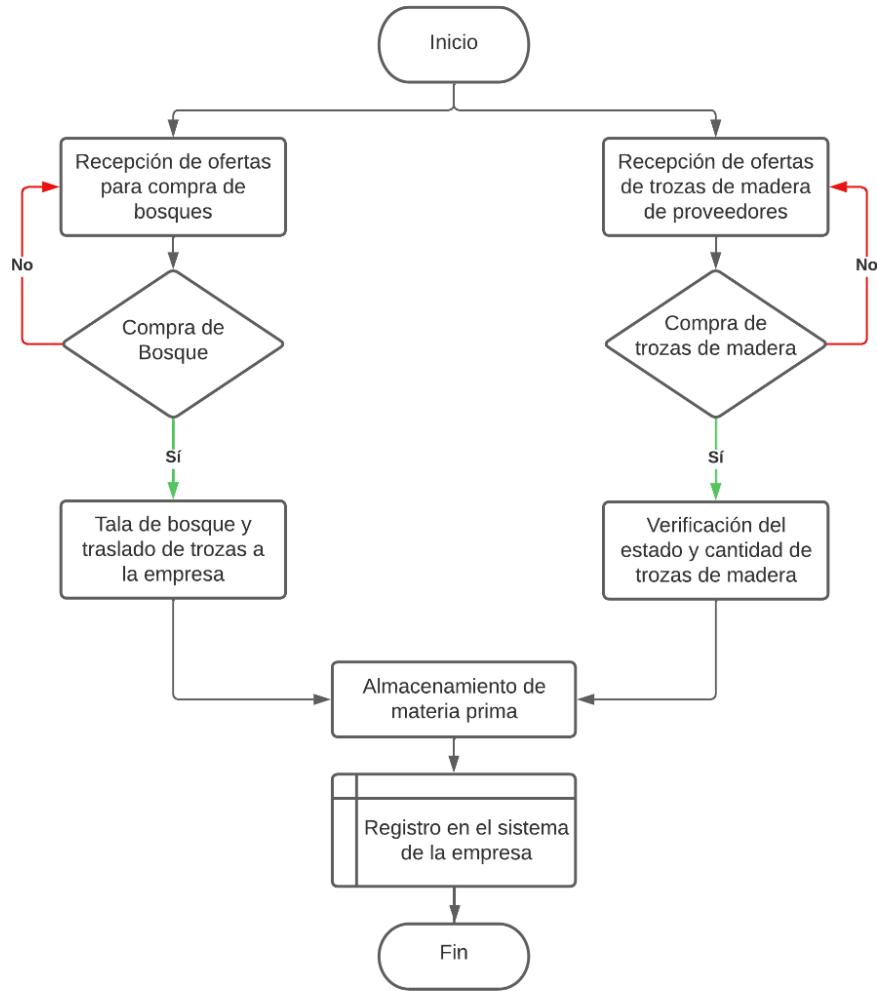 Inicio
Recepción de ofertas
para compra de
bosques
Recepción de ofertas
de trozas de madera
de proveedores
No
No
Compra de
Bosque
Compra de
trozas de madera
Sí
Sí
Tala de bosque y
traslado de trozas a
la empresa
Verificación del
estado y cantidad de
trozas de madera
Almacenamiento de
materia prima
Registro en el sistema
de la empresa
Fin